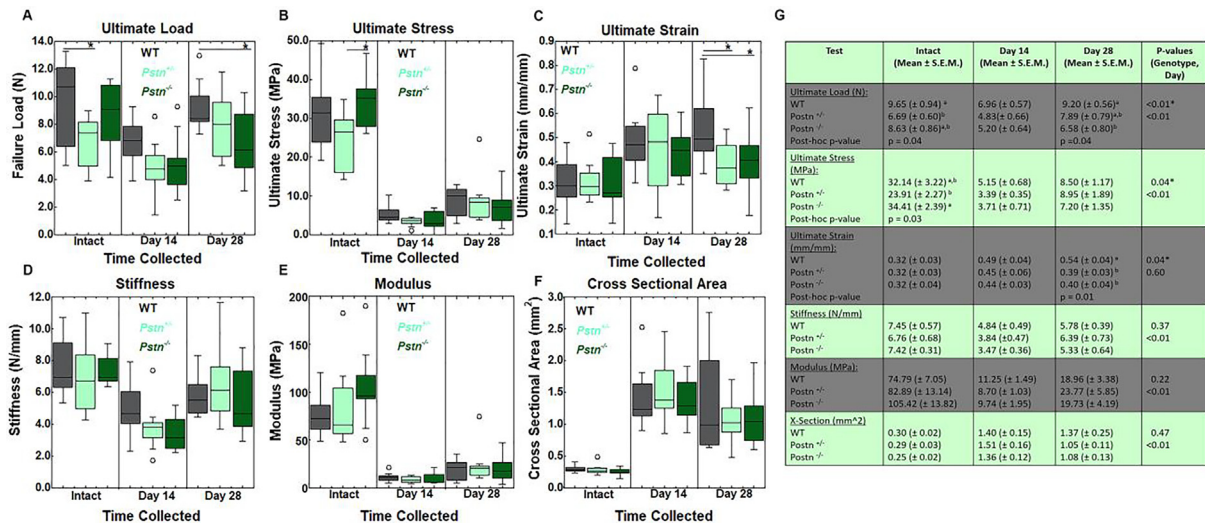 A
Ultimate Load
Failure Load (N)
14.0
12.0
10.0
8.0
6.0
4.0
2.0
0.0
*
*
Intact
Day 14
Day 28
Time Collected
B
Ultimate Stress
Ultimate Stress (MPa)
50.0
40.0
30.0
20.0
10.0
0.0
*
WT
Pstn+/-
Pstn-/-
Intact
Day 14
Day 28
Time Collected
C
Ultimate Strain
Ultimate Strain (mm/mm)
0.9
0.8
0.7
0.6
0.5
0.4
0.3
0.2
0.1
WT
Pstn+/-
Pstn-/-
*
*
Intact
Day 14
Day 28
Time Collected
D
Stiffness
Stiffness (N/mm)
12.0
10.0
8.0
6.0
4.0
2.0
0.0
Intact
Day 14
Day 28
Time Collected
E
Modulus
Modulus (MPa)
200
150
100
50
0
WT
Pstn+/-
Pstn-/-
Intact
Day 14
Day 28
Time Collected
F
Cross Sectional Area
Cross Sectional Area (mm2)
3.0
2.5
2.0
1.5
1.0
0.5
0.0
WT
Pstn+/-
Pstn-/-
Intact
Day 14
Day 28
Time Collected
G
Test Intact Day 14 Day 28 P-values
(Mean ± S.E.M.) (Mean ± S.E.M.) (Mean ± S.E.M.) (Genotype,
Day)
Ultimate Load (N):
WT 9.65 (± 0.94) a 6.96 (± 0.57) 9.20 (± 0.56)a <0.01*
Postn +/- 6.69 (± 0.60)b 4.83(± 0.66) 7.89 (± 0.79)a,b <0.01
Postn -/- 8.63 (± 0.86)a,b 5.20 (± 0.64) 6.58 (± 0.80)b
Post-hoc p-value p = 0.04 p =0.04
Ultimate Stress
(MPa):
WT 32.14 (± 3.22) a,b 5.15 (± 0.68) 8.50 (± 1.17) 0.04*
Postn +/- 23.91 (± 2.27) b 3.39 (± 0.35) 8.95 (± 1.89) <0.01
Postn -/- 34.41 (± 2.39) a 3.71 (± 0.71) 7.20 (± 1.35)
Post-hoc p-value p = 0.03
Ultimate Strain
(mm/mm):
WT 0.32 (± 0.03) 0.49 (± 0.04) 0.54 (± 0.04) a 0.04*
Postn +/- 0.32 (± 0.03) 0.45 (± 0.06) 0.39 (± 0.03) b 0.60
Postn -/- 0.32 (± 0.04) 0.44 (± 0.03) 0.40 (± 0.04) b
Post-hoc p-value p = 0.01
Stiffness (N/mm)
WT 7.45 (± 0.57) 4.84 (± 0.49) 5.78 (± 0.39) 0.37
Postn +/- 6.76 (± 0.68) 3.84 (±0.47) 6.39 (± 0.73) <0.01
Postn -/- 7.42 (± 0.31) 3.47 (± 0.36) 5.33 (± 0.64)
Modulus (MPa):
WT 74.79 (± 7.05) 11.25 (± 1.49) 18.96 (± 3.38) 0.22
Postn +/- 82.89 (± 13.14) 8.70 (± 1.03) 23.77 (± 5.85) <0.01
Postn -/- 105.42 (± 13.82) 9.74 (± 1.95) 19.73 (± 4.19)
X-Section (mm^2)
WT 0.30 (± 0.02) 1.40 (± 0.15) 1.37 (± 0.25) 0.47
Postn +/- 0.29 (± 0.03) 1.51 (± 0.16) 1.05 (± 0.11) <0.01
Postn -/- 0.25 (± 0.02) 1.36 (± 0.12) 1.08 (± 0.13)